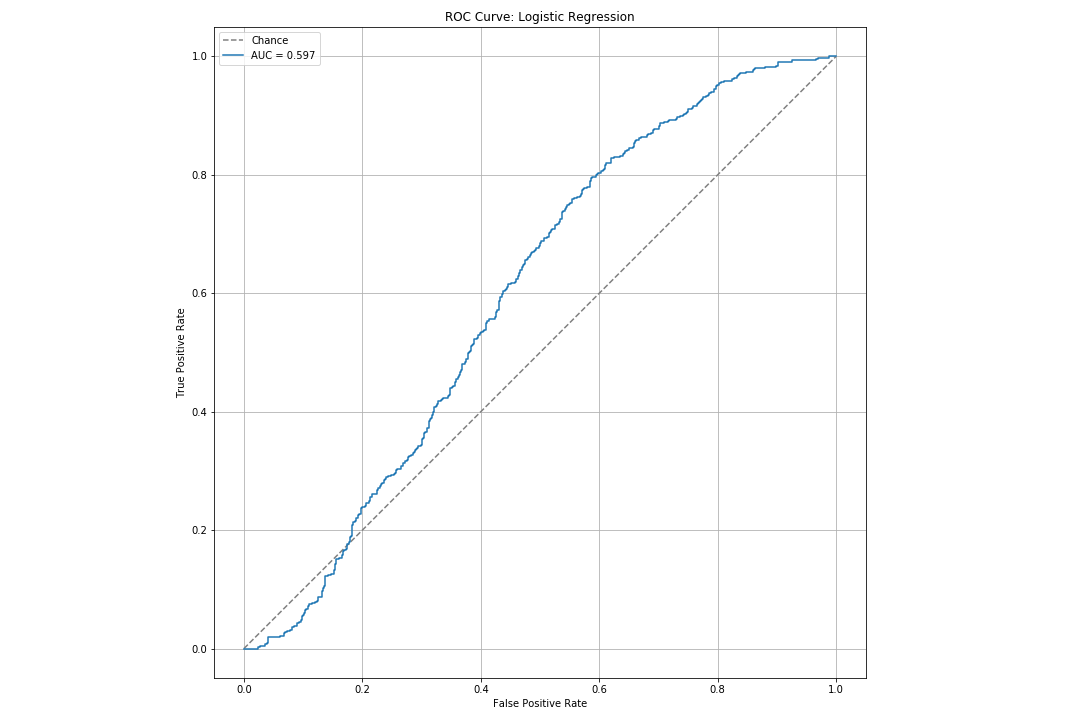 ROC Curve: Logistic Regression
Chance
AUC = 0.597
1.0
0.8
0.6
0.4
0.2
0.0
True Positive Rate
0.0 0.2 0.4 0.6 0.8 1.0
False Positive Rate